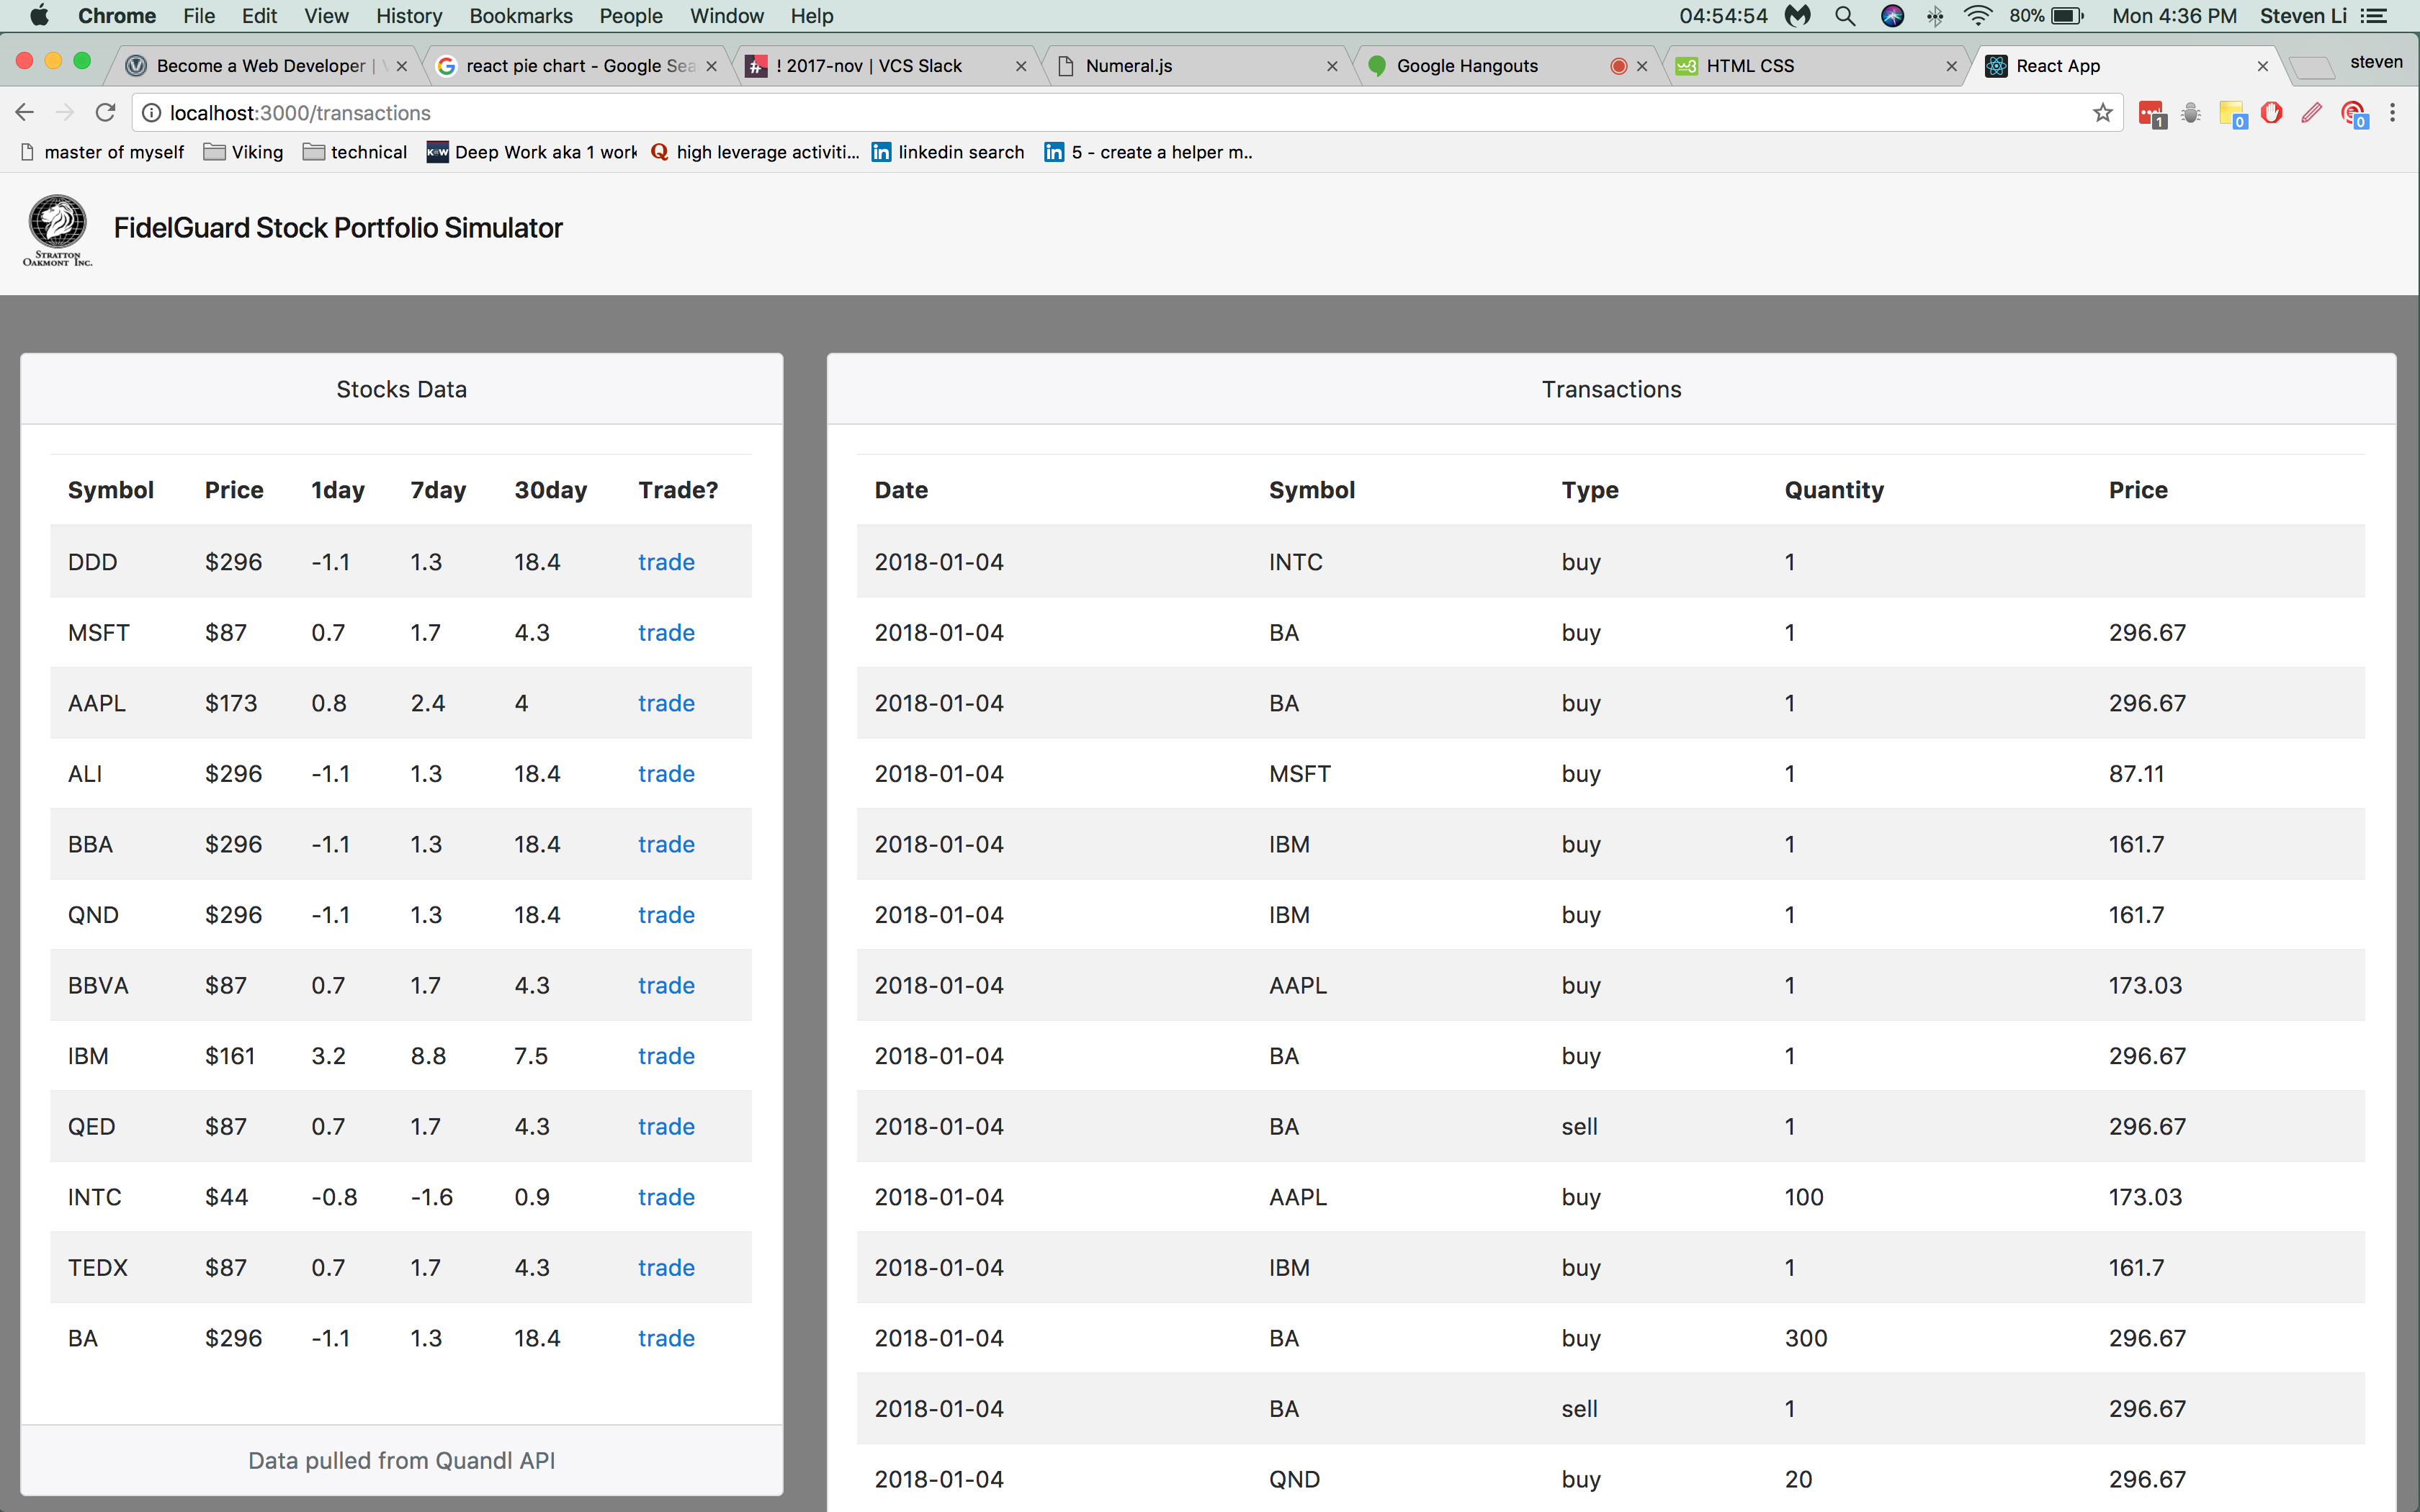 Chrome File Edit View History Bookmarks People Window Help 04:54:54 80% Mon 4:36 PM Steven Li
Become a Web Developer | react pie chart - Google Sea ! 2017-nov | VCS Slack Numeral.js Google Hangouts HTML CSS React App steven
localhost:3000/transactions 1 0 0
master of myself Viking technical Deep Work aka 1 work high leverage activiti... linkedin search 5 - create a helper m..
STRATTON
OAKMONT INC.
FidelGuard Stock Portfolio Simulator
Stocks Data
Symbol Price 1day 7day 30day Trade?
DDD $296 -1.1 1.3 18.4 trade
MSFT $87 0.7 1.7 4.3 trade
AAPL $173 0.8 2.4 4 trade
ALI $296 -1.1 1.3 18.4 trade
BBA $296 -1.1 1.3 18.4 trade
QND $296 -1.1 1.3 18.4 trade
BBVA $87 0.7 1.7 4.3 trade
IBM $161 3.2 8.8 7.5 trade
QED $87 0.7 1.7 4.3 trade
INTC $44 -0.8 -1.6 0.9 trade
TEDX $87 0.7 1.7 4.3 trade
BA $296 -1.1 1.3 18.4 trade
Data pulled from Quandl API
Transactions
Date Symbol Type Quantity Price
2018-01-04 INTC buy 1
2018-01-04 BA buy 1 296.67
2018-01-04 BA buy 1 296.67
2018-01-04 MSFT buy 1 87.11
2018-01-04 IBM buy 1 161.7
2018-01-04 IBM buy 1 161.7
2018-01-04 AAPL buy 1 173.03
2018-01-04 BA buy 1 296.67
2018-01-04 BA sell 1 296.67
2018-01-04 AAPL buy 100 173.03
2018-01-04 IBM buy 1 161.7
2018-01-04 BA buy 300 296.67
2018-01-04 BA sell 1 296.67
2018-01-04 QND buy 20 296.67